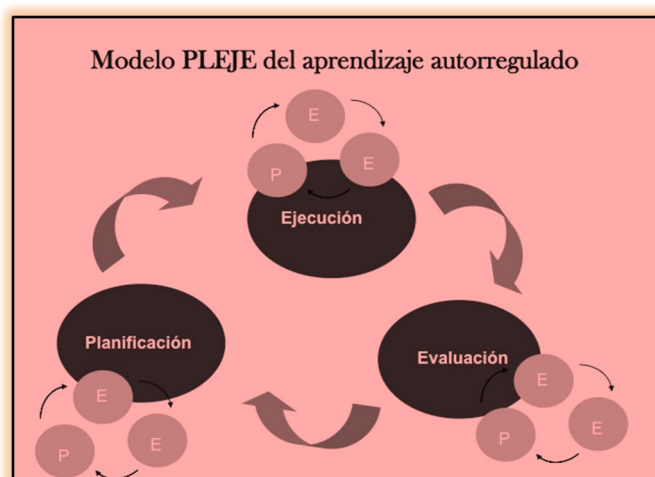 Modelo PLEJE del aprendizaje autorregulado
E
P
E
Ejecución
Planificación
E
P
E
Evaluación
E
P
E